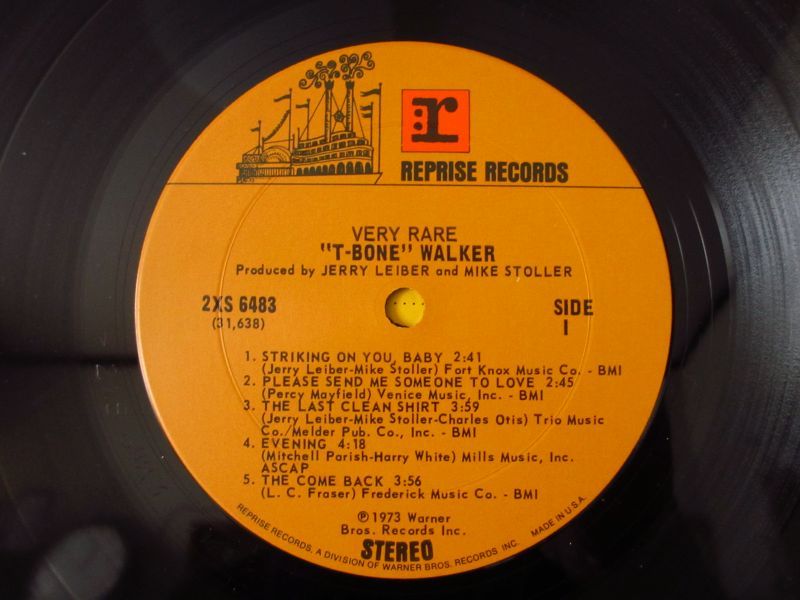 r
REPRISE RECORDS
VERY RARE
"T-BONE" WALKER
Produced by JERRY LEIBER and MIKE STOLLER
2XS 6483
(31,638)
SIDE
1
1. STRIKING ON YOU, BABY 2:41
(Jerry Leiber-Mike Stoller) Fort Knox Music Co. - BMI
2. PLEASE SEND ME SOMEONE TO LOVE 2:45
(Percy Mayfield) Venice Music, Inc. - BMI
3. THE LAST CLEAN SHIRT 3:59
(Jerry Leiber-Mike Stoller-Charles Otis) Trio Music
Co./Melder Pub. Co., Inc. - BMI
4. EVENING 4:18
(Mitchell Parish-Harry White) Mills Music, Inc.
ASCAP
5. THE COME BACK 3:56
(L. C. Fraser) Frederick Music Co. - BMI
℗ 1973 Warner
Bros. Records Inc.
STEREO
REPRISE RECORDS, A DIVISION OF WARNER BROS. RECORDS INC. MADE IN U.S.A.